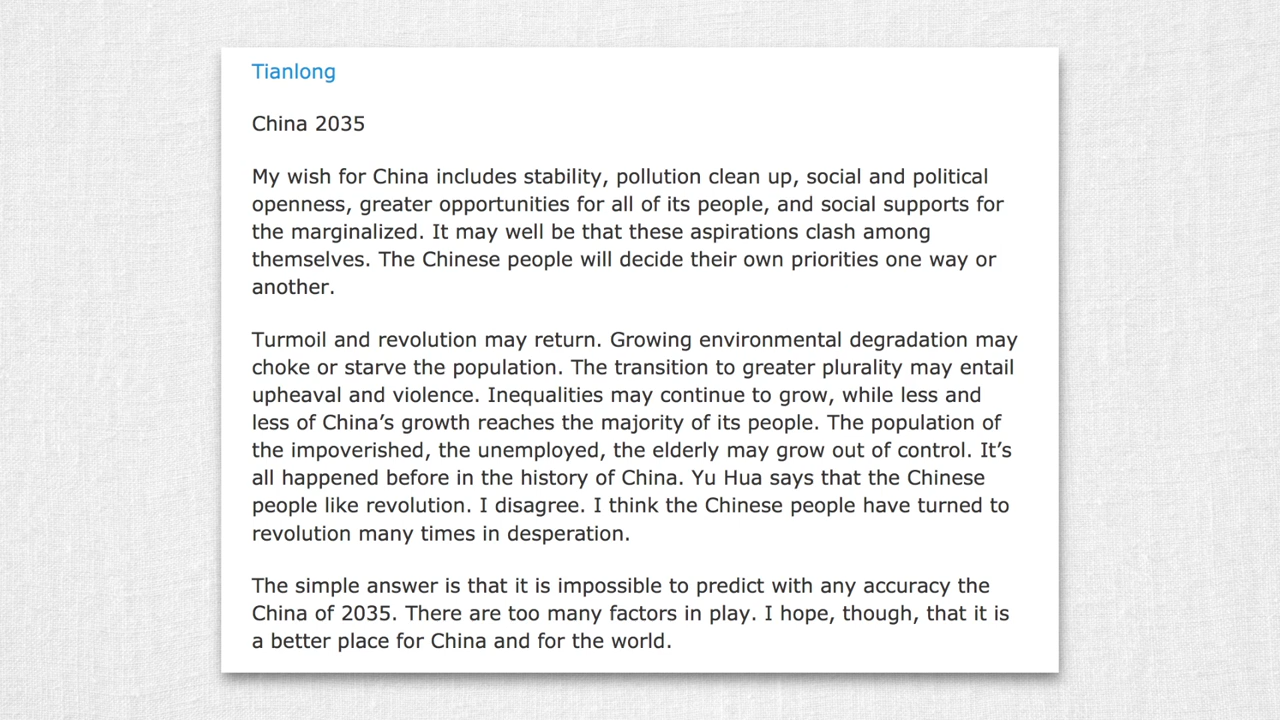 Tianlong
China 2035
My wish for China includes stability, pollution clean up, social and political
openness, greater opportunities for all of its people, and social supports for
the marginalized. It may well be that these aspirations clash among
themselves. The Chinese people will decide their own priorities one way or
another.
Turmoil and revolution may return. Growing environmental degradation may
choke or starve the population. The transition to greater plurality may entail
upheaval and violence. Inequalities may continue to grow, while less and
less of China’s growth reaches the majority of its people. The population of
the impoverished, the unemployed, the elderly may grow out of control. It’s
all happened before in the history of China. Yu Hua says that the Chinese
people like revolution. I disagree. I think the Chinese people have turned to
revolution many times in desperation.
The simple answer is that it is impossible to predict with any accuracy the
China of 2035. There are too many factors in play. I hope, though, that it is
a better place for China and for the world.